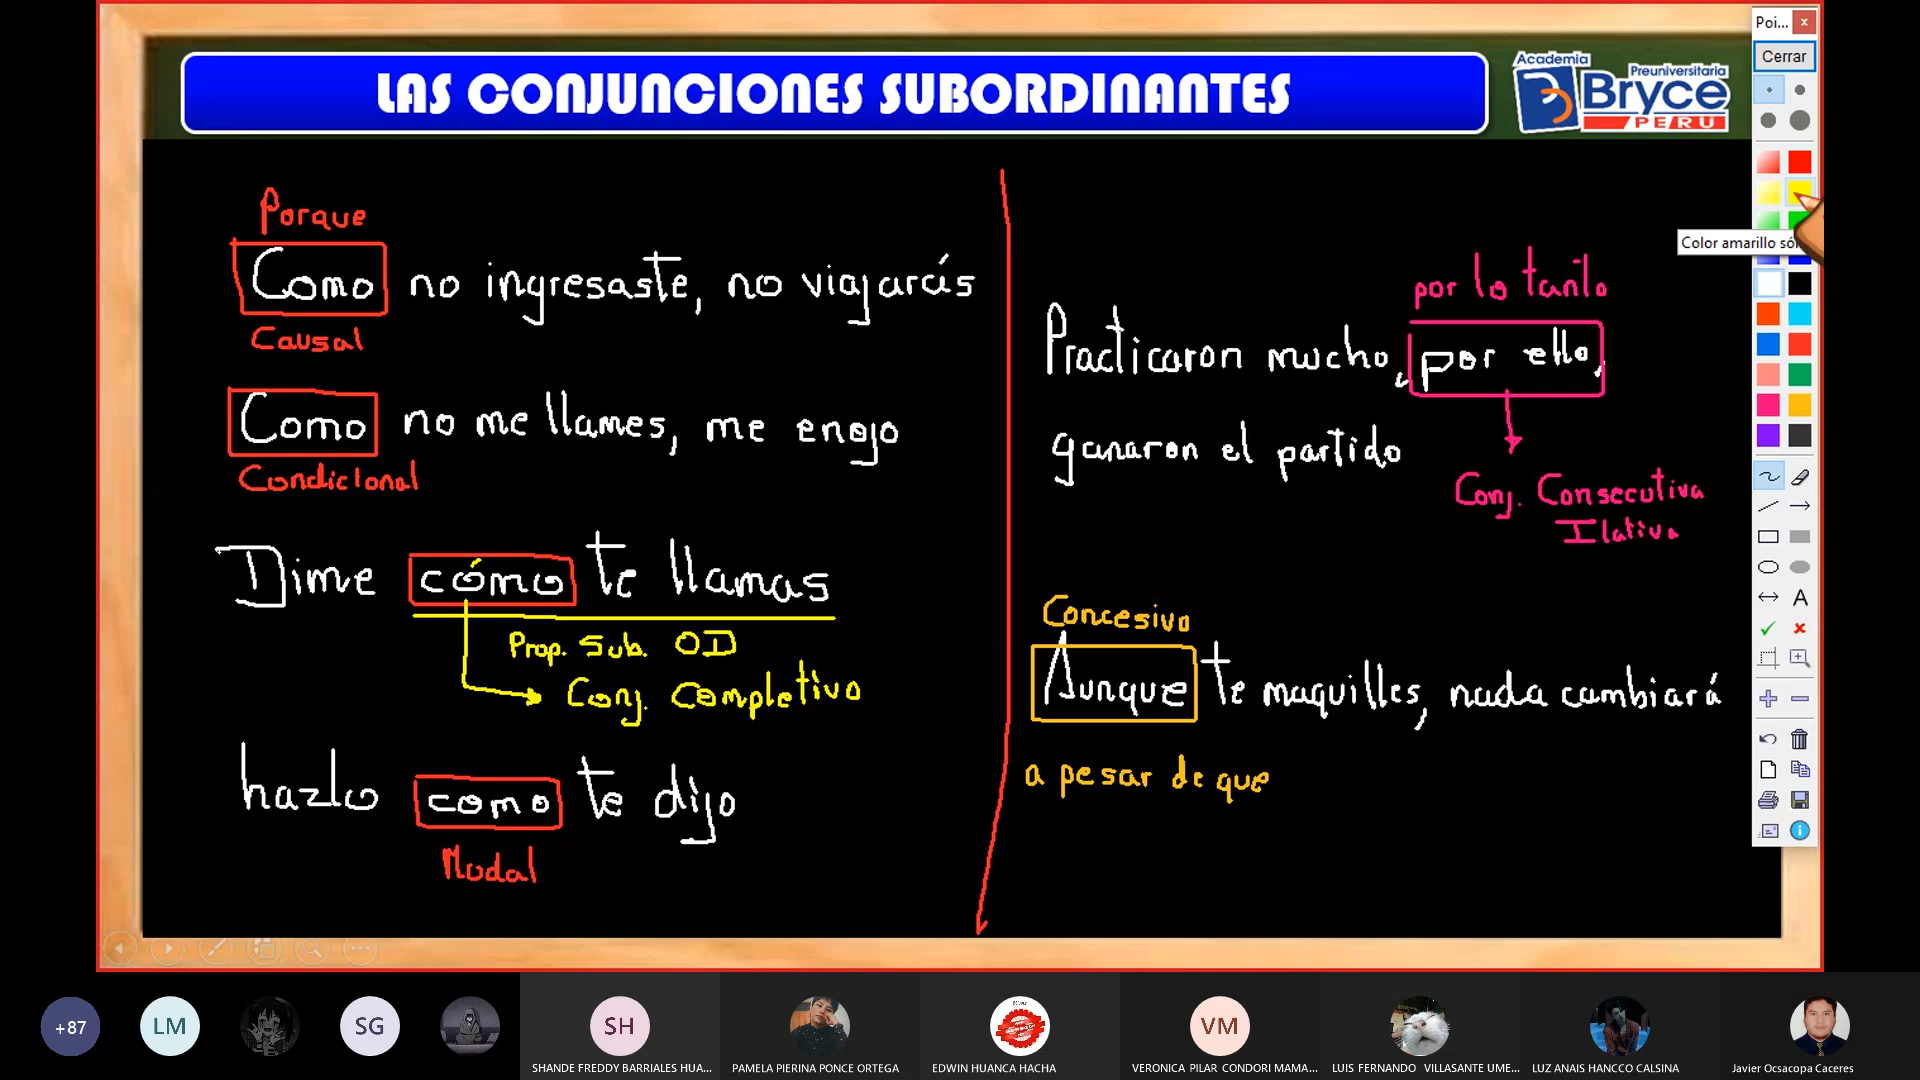 LAS CONJUNCIONES SUBORDINANTES
Academia
Preuniversitaria
Bryce
PERU
Poi...
Cerrar
Color amarillo sól
Porque
Como no ingresaste, no viajarás
Causal
Como no me llames, me enojo
Condicional
Dime cómo te llamas
Prop. Sub. OD
Conj. Completivo
hazlo como te dijo
Modal
por lo tanto
Practicaron mucho, por ello,
ganaron el partido
Conj. Consecutiva
Ilativa
Concesivo
Aunque te maquilles, nada cambiará
a pesar de que
A
+87
LM
SG
SH
VM
SHANDE FREDDY BARRIALES HUA...
PAMELA PIERINA PONCE ORTEGA
EDWIN HUANCA HACHA
VERONICA PILAR CONDORI MAMA...
LUIS FERNANDO VILLASANTE UME...
LUZ ANAIS HANCCO CALSINA
Javier Ocsacopa Caceres